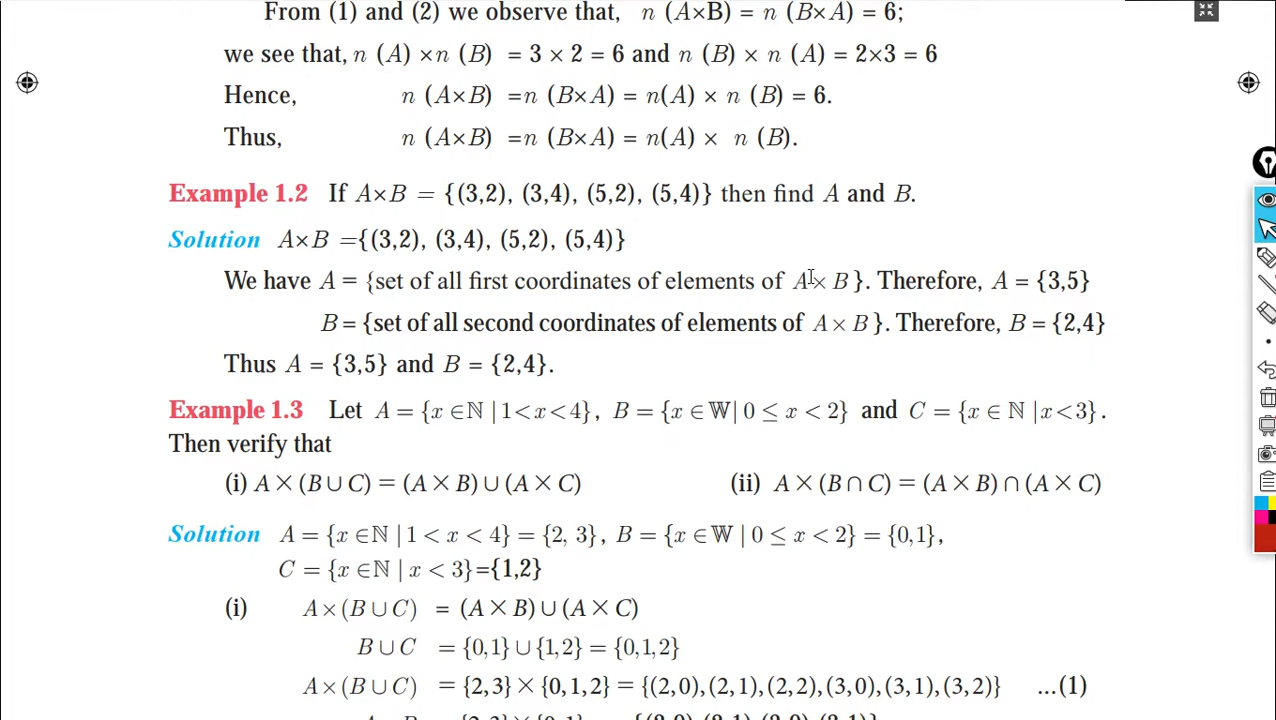 From (1) and (2) we observe that, n (A×B) = n (B×A) = 6;
we see that, n (A) ×n (B) = 3 × 2 = 6 and n (B) × n (A) = 2×3 = 6
Hence, n (A×B) =n (B×A) = n(A) × n (B) = 6.
Thus, n (A×B) =n (B×A) = n(A) × n (B).
Example 1.2 If A×B = {(3,2), (3,4), (5,2), (5,4)} then find A and B.
Solution A×B ={(3,2), (3,4), (5,2), (5,4)}
We have A = {set of all first coordinates of elements of A × B }. Therefore, A = {3,5}
B = {set of all second coordinates of elements of A × B }. Therefore, B = {2,4}
Thus A = {3,5} and B = {2,4}.
Example 1.3 Let A = {x ∈ℕ | 1<x<4}, B = {x ∈𝕎| 0 ≤ x < 2} and C = {x ∈ ℕ |x<3}.
Then verify that
(i) A×(B∪C) = (A×B)∪(A×C) (ii) A×(B∩C) = (A×B)∩(A×C)
Solution A = {x ∈ℕ | 1 < x < 4} = {2, 3}, B = {x ∈𝕎 | 0 ≤ x < 2} = {0,1},
C = {x ∈ℕ | x < 3}={1,2}
(i) A×(B∪C) = (A×B)∪(A×C)
B∪C = {0,1}∪{1,2} = {0,1,2}
A×(B∪C) = {2,3}×{0,1,2} = {(2,0),(2,1),(2,2),(3,0),(3,1),(3,2)} ...(1)